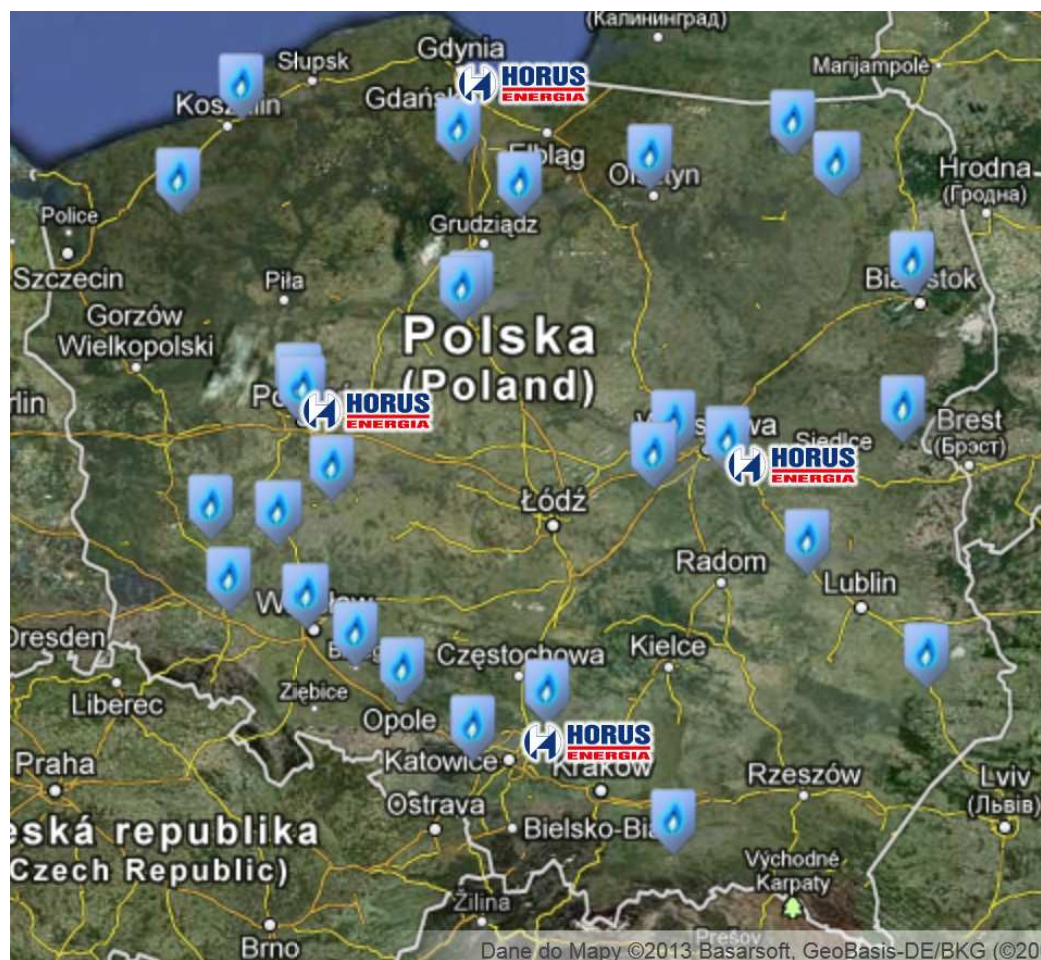 (Калининград)
Gdynia
Słupsk
Marijampolė
HORUS
ENERGIA
Gdańsk
Koszalin
Elbląg
Olsztyn
Hrodna
(Гродна)
Police
Grudziądz
Szczecin
Piła
Białystok
Gorzów
Wielkopolski
Polska
(Poland)
rlin
HORUS
ENERGIA
Brest
(Брэст)
Siedlce
HORUS
ENERGIA
Łódź
Radom
Lublin
Dresden
Częstochowa
Kielce
Liberec
Ziębice
Opole
HORUS
ENERGIA
Praha
Katowice
Kraków
Rzeszów
Lviv
(Львів)
Ostrava
eská republika
Czech Republic)
Bielsko-Bia
Východné
Karpaty
Žilina
Prešov
Brno
Dane do Mapy ©2013 Basarsoft, GeoBasis-DE/BKG (©20